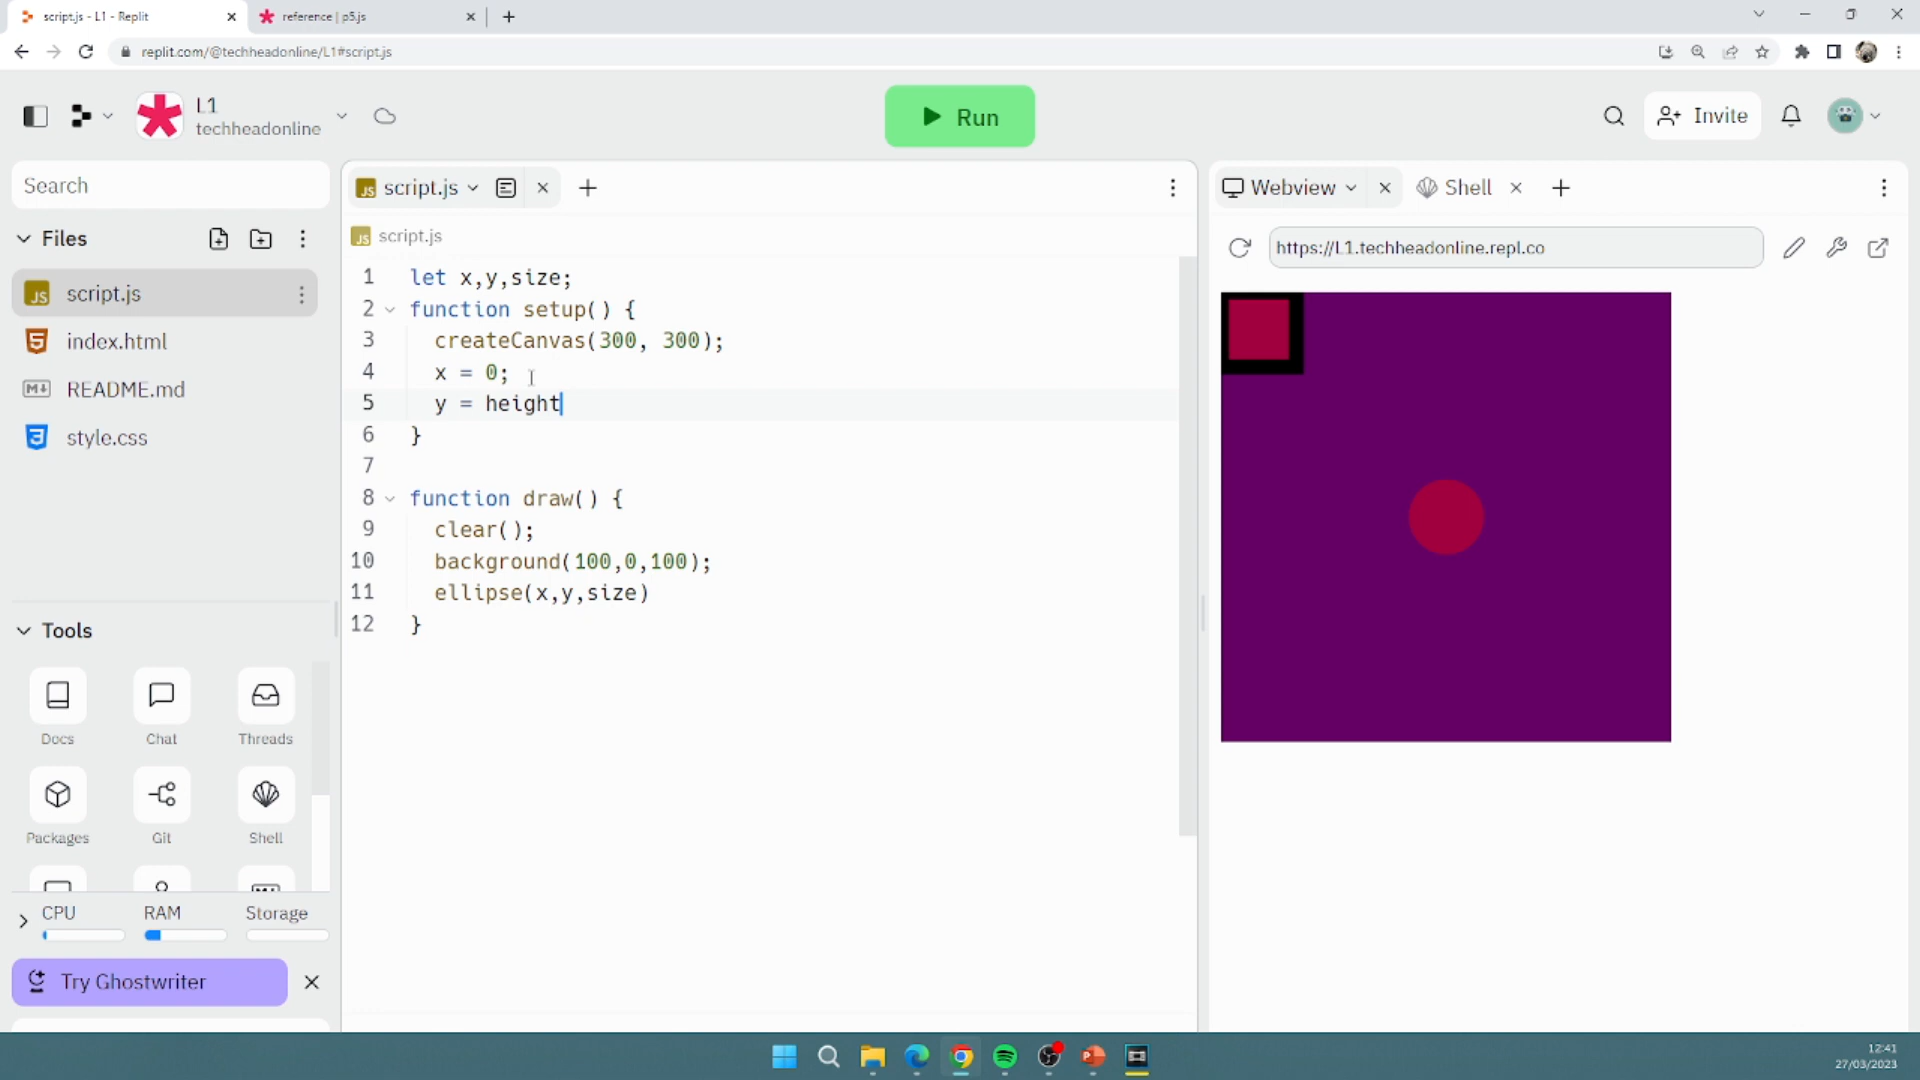 script.js - L1 - Replit
reference | p5.js
replit.com/@techheadonline/L1#script.js
L1
techheadonline
Run
Invite
Search
Files
script.js
index.html
README.md
style.css
Tools
Docs
Chat
Threads
Packages
Git
Shell
CPU
RAM
Storage
Try Ghostwriter
script.js
script.js
1 let x,y,size;
2 function setup() {
3 createCanvas(300, 300);
4 x = 0;
5 y = height
6 }
7
8 function draw() {
9 clear();
10 background(100,0,100);
11 ellipse(x,y,size)
12 }
Webview
Shell
https://L1.techheadonline.repl.co
12:41
27/03/2023